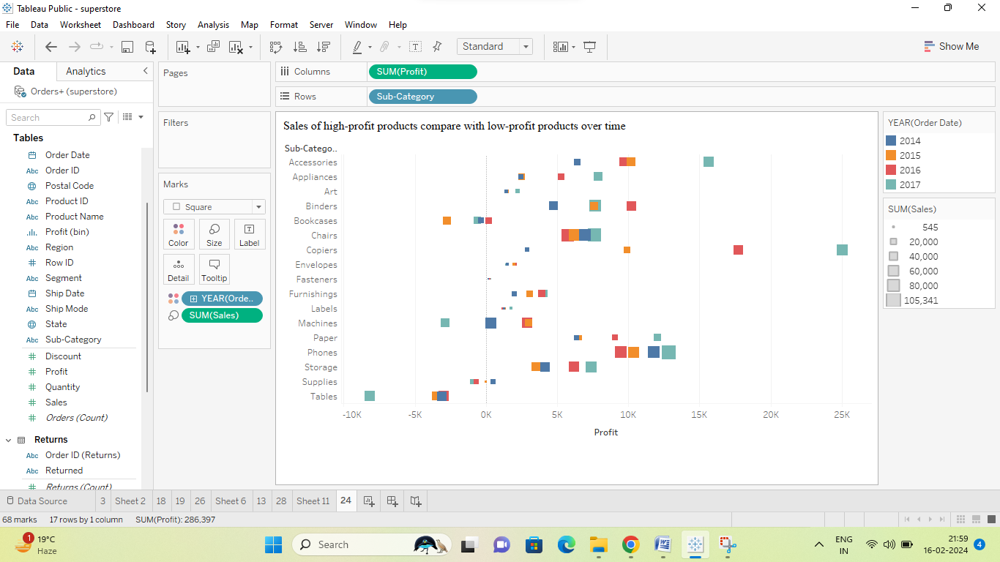 Tableau Public - superstore
File Data Worksheet Dashboard Story Analysis Map Format Server Window Help
Standard
Show Me
Data Analytics
Orders+ (superstore)
Search
Tables
Order Date
Abc Order ID
Postal Code
Abc Product ID
Abc Product Name
Profit (bin)
Abc Region
# Row ID
Abc Segment
Ship Date
Abc Ship Mode
State
Abc Sub-Category
# Discount
# Profit
# Quantity
# Sales
# Orders (Count)
Returns
Abc Order ID (Returns)
Abc Returned
# Returns (Count)
Pages
Filters
Marks
Square
Color Size Label
Detail Tooltip
YEAR(Orde..
SUM(Sales)
Columns SUM(Profit)
Rows Sub-Category
Sales of high-profit products compare with low-profit products over time
Sub-Catego..
Accessories
Appliances
Art
Binders
Bookcases
Chairs
Copiers
Envelopes
Fasteners
Furnishings
Labels
Machines
Paper
Phones
Storage
Supplies
Tables
-10K -5K 0K 5K 10K 15K 20K 25K
Profit
YEAR(Order Date)
2014
2015
2016
2017
SUM(Sales)
545
20,000
40,000
60,000
80,000
105,341
Data Source 3 Sheet 2 18 19 26 Sheet 6 13 28 Sheet 11 24
68 marks 17 rows by 1 column SUM(Profit): 286,397
1
19°C
Haze
Search
ENG
IN
21:59
16-02-2024
4